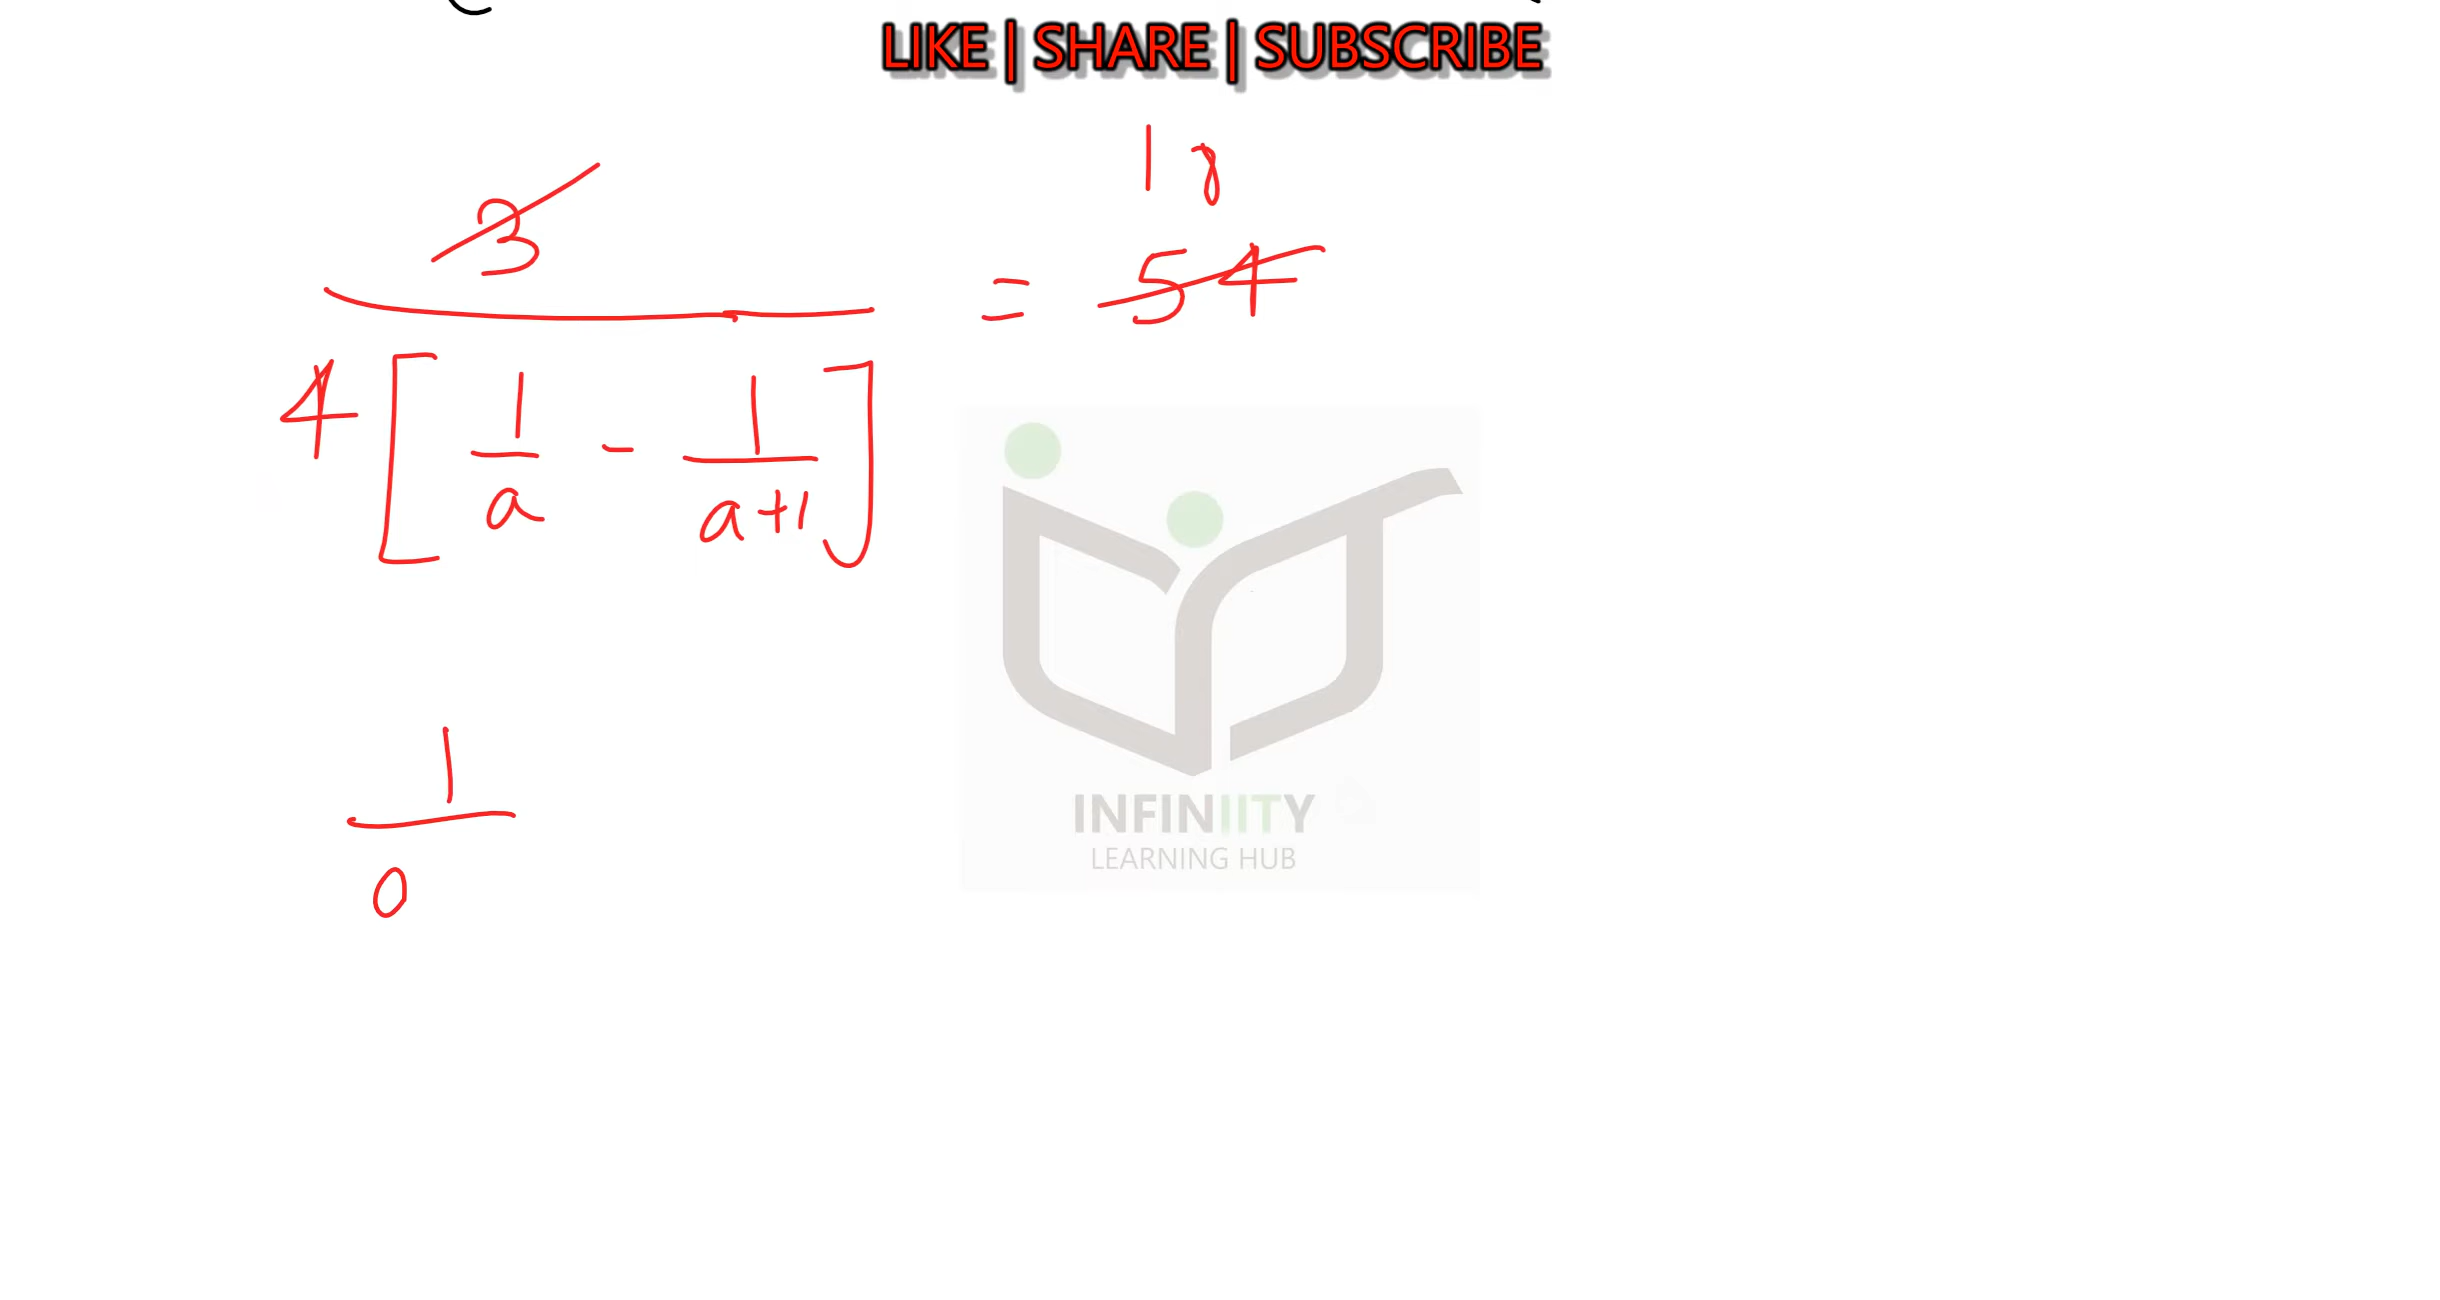 LIKE | SHARE | SUBSCRIBE
18
3
= 54
4 [ 1/a - 1/a+1 ]
1
0
INFINIITY
LEARNING HUB